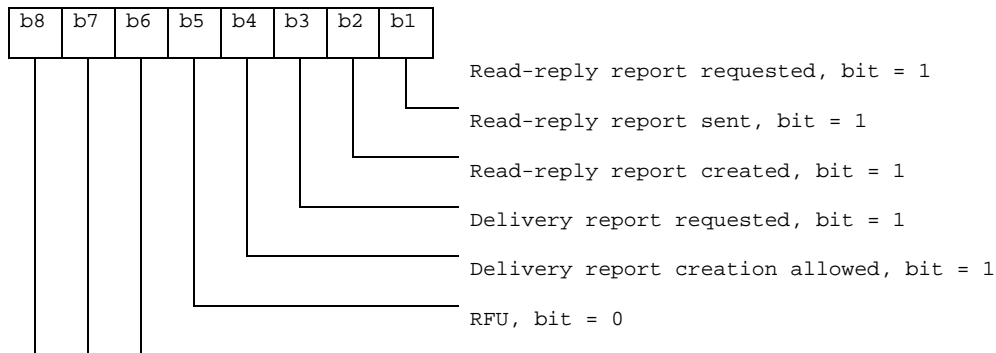 b8 b7 b6 b5 b4 b3 b2 b1
Read-reply report requested, bit = 1
Read-reply report sent, bit = 1
Read-reply report created, bit = 1
Delivery report requested, bit = 1
Delivery report creation allowed, bit = 1
RFU, bit = 0